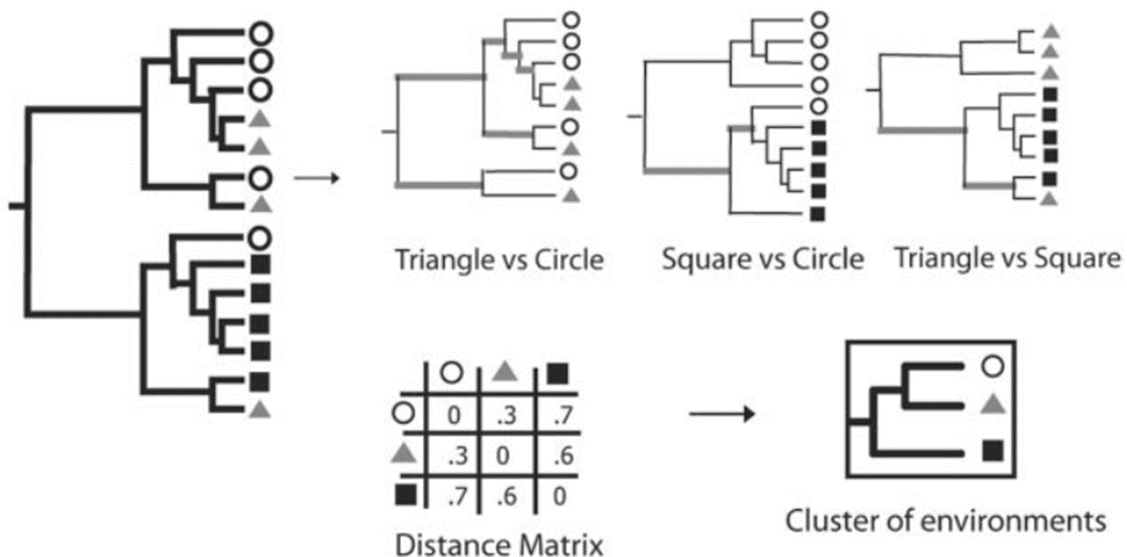 Triangle vs Circle
Square vs Circle
Triangle vs Square
0 .3 .7
.3 0 .6
.7 .6 0
Distance Matrix
Cluster of environments